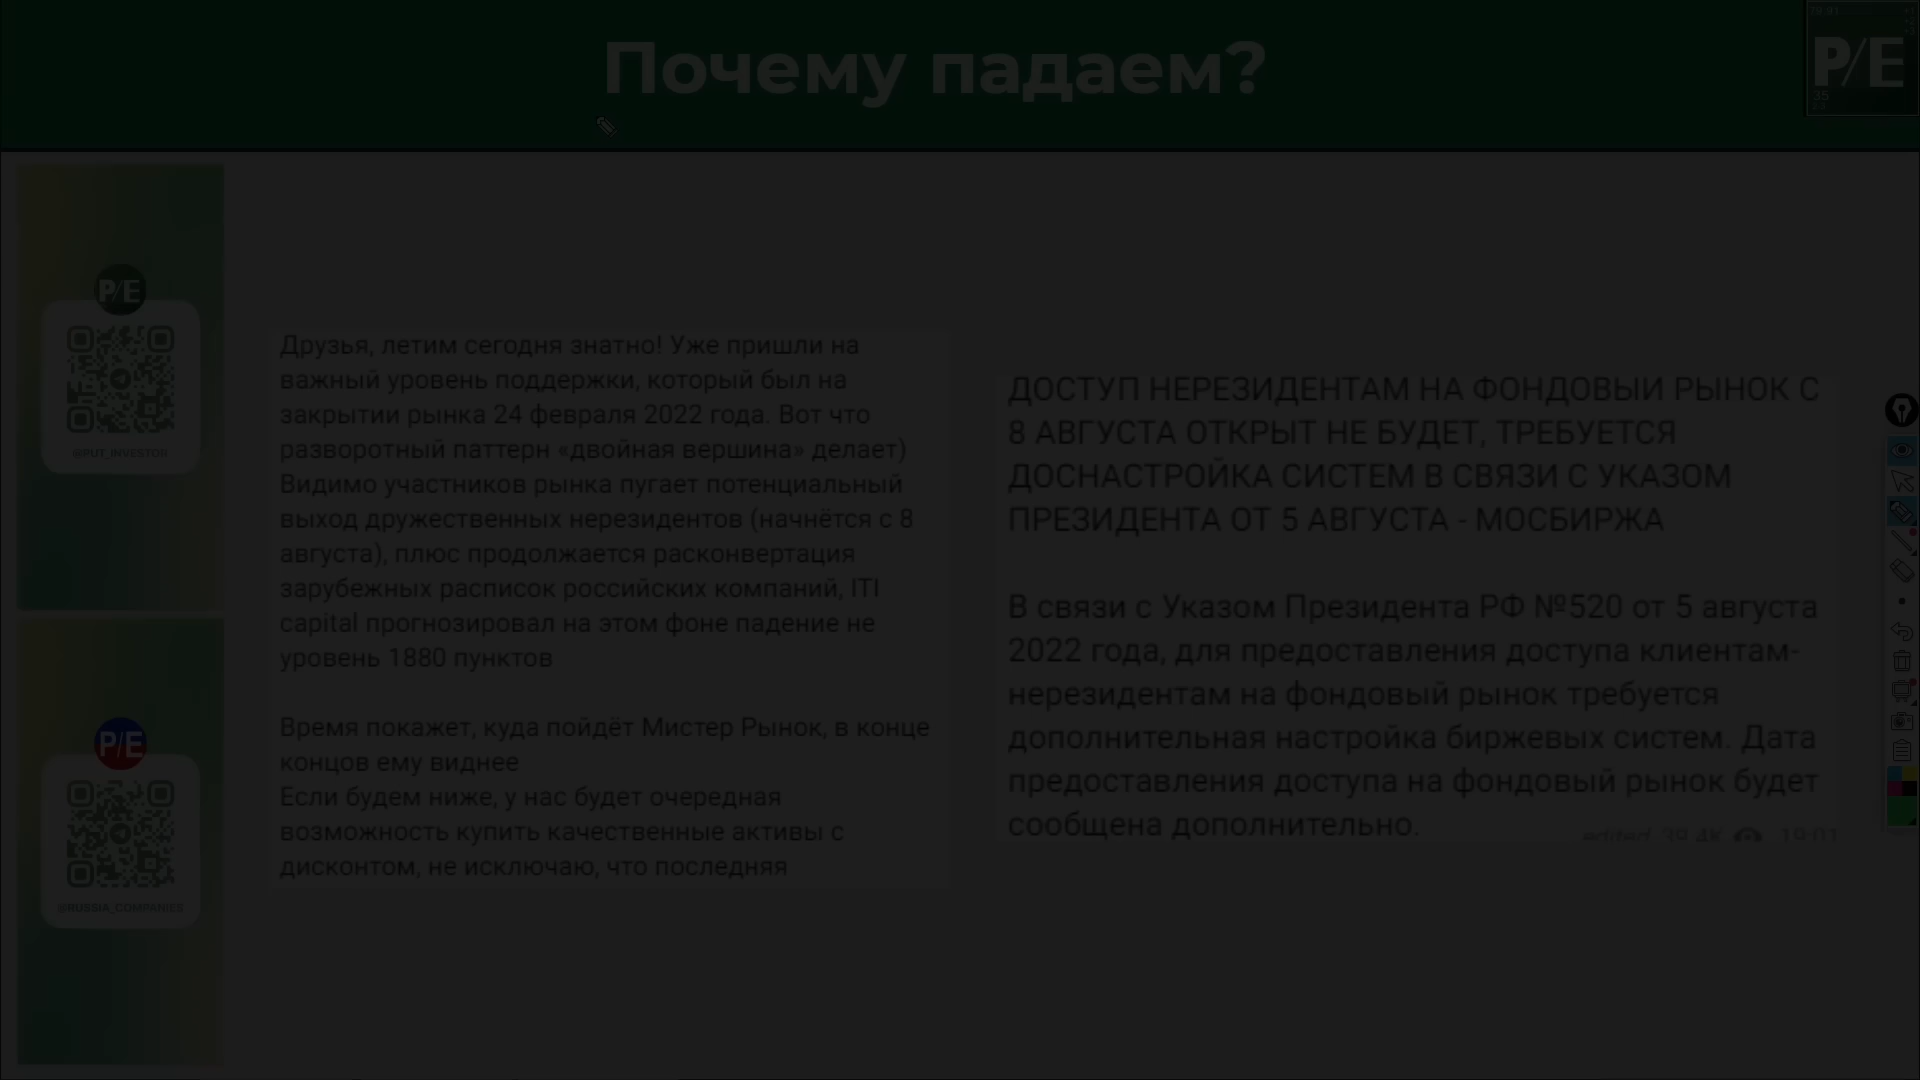 Почему падаем?
P/E
35
P/E
@PUT_INVESTOR
P/E
@RUSSIA_COMPANIES
Друзья, летим сегодня знатно! Уже пришли на
важный уровень поддержки, который был на
закрытии рынка 24 февраля 2022 года. Вот что
разворотный паттерн «двойная вершина» делает)
Видимо участников рынка пугает потенциальный
выход дружественных нерезидентов (начнётся с 8
августа), плюс продолжается расконвертация
зарубежных расписок российских компаний, ITI
capital прогнозировал на этом фоне падение не
уровень 1880 пунктов
Время покажет, куда пойдёт Мистер Рынок, в конце
концов ему виднее
Если будем ниже, у нас будет очередная
возможность купить качественные активы с
дисконтом, не исключаю, что последняя
ДОСТУП НЕРЕЗИДЕНТАМ НА ФОНДОВЫЙ РЫНОК С
8 АВГУСТА ОТКРЫТ НЕ БУДЕТ, ТРЕБУЕТСЯ
ДОСНАСТРОЙКА СИСТЕМ В СВЯЗИ С УКАЗОМ
ПРЕЗИДЕНТА ОТ 5 АВГУСТА - МОСБИРЖА
В связи с Указом Президента РФ №520 от 5 августа
2022 года, для предоставления доступа клиентам-
нерезидентам на фондовый рынок требуется
дополнительная настройка биржевых систем. Дата
предоставления доступа на фондовый рынок будет
сообщена дополнительно.